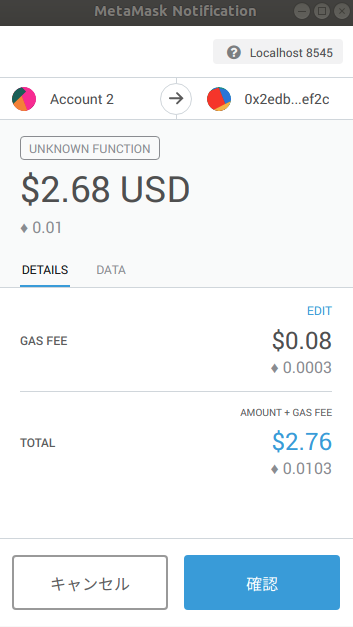 MetaMask Notification
Localhost 8545
Account 2
0x2edb...ef2c
UNKNOWN FUNCTION
$2.68 USD
♦ 0.01
DETAILS DATA
EDIT
GAS FEE $0.08
♦ 0.0003
AMOUNT + GAS FEE
TOTAL $2.76
♦ 0.0103
キャンセル 確認